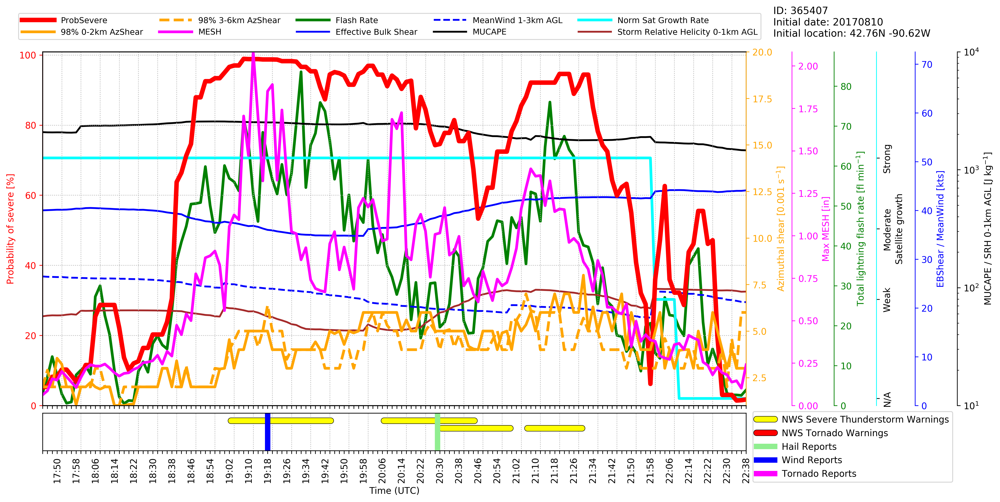 ProbSevere
98% 3-6km AzShear
Flash Rate
MeanWind 1-3km AGL
Norm Sat Growth Rate
98% 0-2km AzShear
MESH
Effective Bulk Shear
MUCAPE
Storm Relative Helicity 0-1km AGL
ID: 365407
Initial date: 20170810
Initial location: 42.76N -90.62W
Probability of severe [%]
100
80
60
40
20
0
Azimuthal shear [0.001 s⁻¹]
20.0
17.5
15.0
12.5
10.0
7.5
5.0
2.5
Max MESH [in]
2.00
1.75
1.50
1.25
1.00
0.75
0.50
0.25
0.00
Total lightning flash rate [fl min⁻¹]
80
70
60
50
40
30
20
10
0
Satellite growth
Strong
Moderate
Weak
N/A
EBShear / MeanWind [kts]
70
60
50
40
30
20
10
0
MUCAPE / SRH 0-1km AGL [J kg⁻¹]
10⁴
10³
10²
10¹
NWS Severe Thunderstorm Warnings
NWS Tornado Warnings
Hail Reports
Wind Reports
Tornado Reports
17:50
17:58
18:06
18:14
18:22
18:30
18:38
18:46
18:54
19:02
19:10
19:18
19:26
19:34
19:42
19:50
19:58
20:06
20:14
20:22
20:30
20:38
20:46
20:54
21:02
21:10
21:18
21:26
21:34
21:42
21:50
21:58
22:06
22:14
22:22
22:30
22:38
Time (UTC)